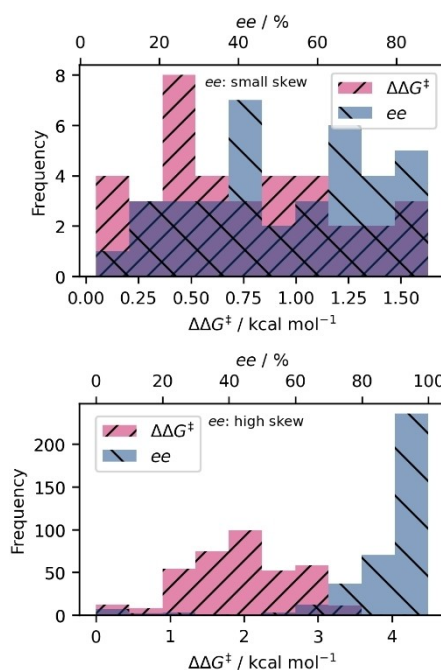 ee / %
0 20 40 60 80
ee: small skew
ΔΔG‡
ee
Frequency
8
6
4
2
0
0.00 0.25 0.50 0.75 1.00 1.25 1.50
ΔΔG‡ / kcal mol⁻¹
ee / %
0 20 40 60 80 100
ee: high skew
ΔΔG‡
ee
Frequency
200
150
100
50
0
0 1 2 3 4
ΔΔG‡ / kcal mol⁻¹